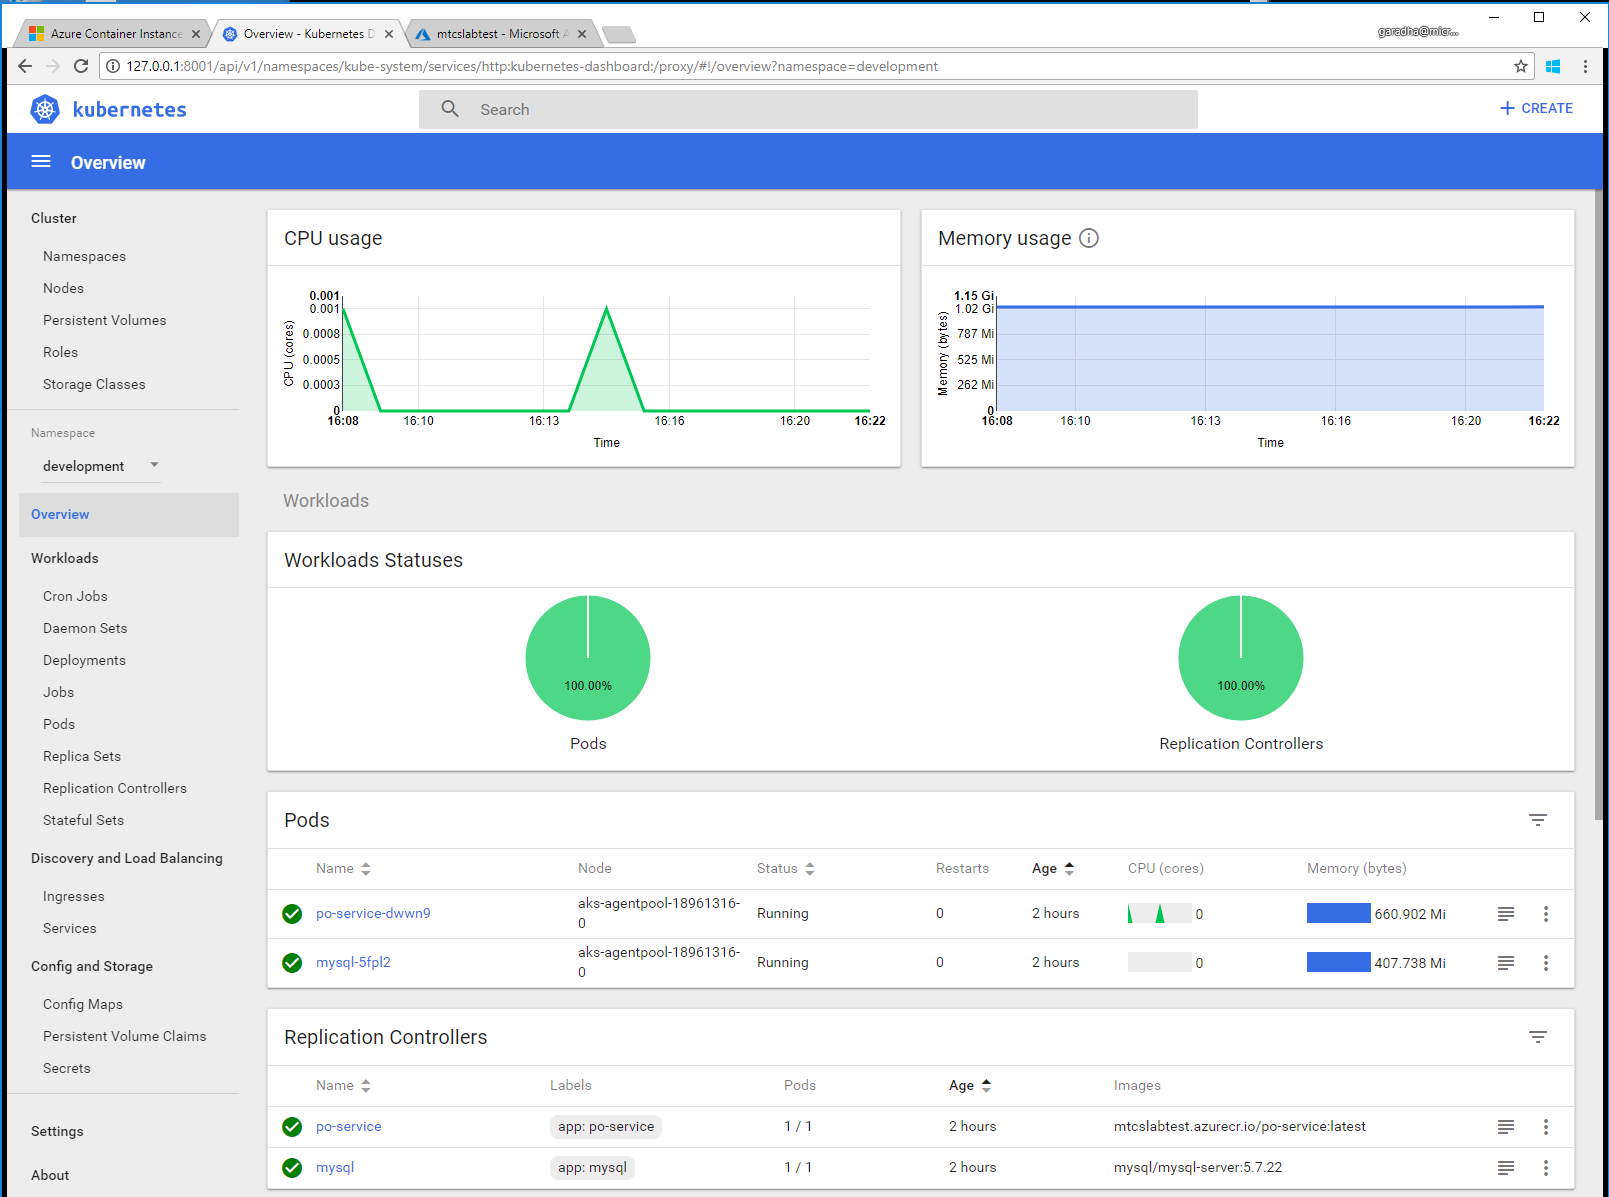 Azure Container Instance
Overview - Kubernetes D
mtcslabtest - Microsoft A
garadha@micr...
127.0.0.1:8001/api/v1/namespaces/kube-system/services/http:kubernetes-dashboard:/proxy/#!/overview?namespace=development
kubernetes
Search
+ CREATE
Overview
Cluster
Namespaces
Nodes
Persistent Volumes
Roles
Storage Classes
Namespace
development
Overview
Workloads
Cron Jobs
Daemon Sets
Deployments
Jobs
Pods
Replica Sets
Replication Controllers
Stateful Sets
Discovery and Load Balancing
Ingresses
Services
Config and Storage
Config Maps
Persistent Volume Claims
Secrets
Settings
About
CPU usage
CPU (cores)
0.001
0.001
0.0008
0.0005
0.0003
0
16:08 16:10 16:13 16:16 16:20 16:22
Time
Memory usage
Memory (bytes)
1.15 Gi
1.02 Gi
787 Mi
525 Mi
262 Mi
0
16:08 16:10 16:13 16:16 16:20 16:22
Time
Workloads
Workloads Statuses
100.00%
Pods
100.00%
Replication Controllers
Pods
Name Node Status Restarts Age CPU (cores) Memory (bytes)
po-service-dwwn9 aks-agentpool-18961316- Running 0 2 hours 0 660.902 Mi
0
mysql-5fpl2 aks-agentpool-18961316- Running 0 2 hours 0 407.738 Mi
0
Replication Controllers
Name Labels Pods Age Images
po-service app: po-service 1 / 1 2 hours mtcslabtest.azurecr.io/po-service:latest
mysql app: mysql 1 / 1 2 hours mysql/mysql-server:5.7.22